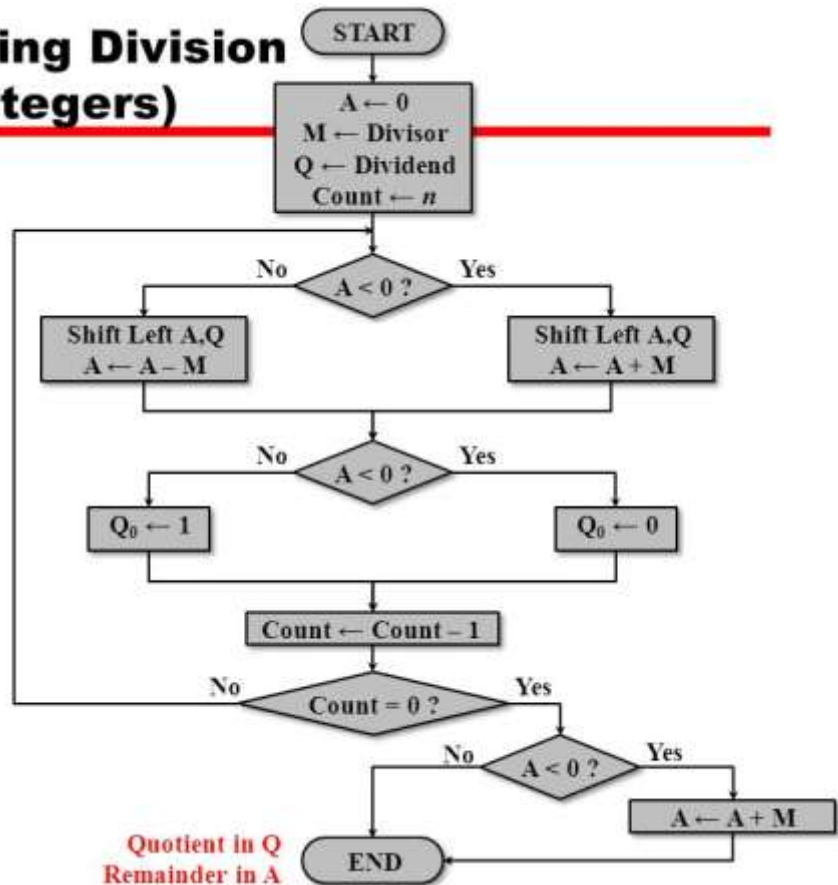 ing Division
tegers)
START
A ← 0
M ← Divisor
Q ← Dividend
Count ← n
No
A < 0 ?
Yes
Shift Left A,Q
A ← A – M
Shift Left A,Q
A ← A + M
No
A < 0 ?
Yes
Q₀ ← 1
Q₀ ← 0
Count ← Count – 1
No
Count = 0 ?
Yes
No
A < 0 ?
Yes
A ← A + M
Quotient in Q
Remainder in A
END